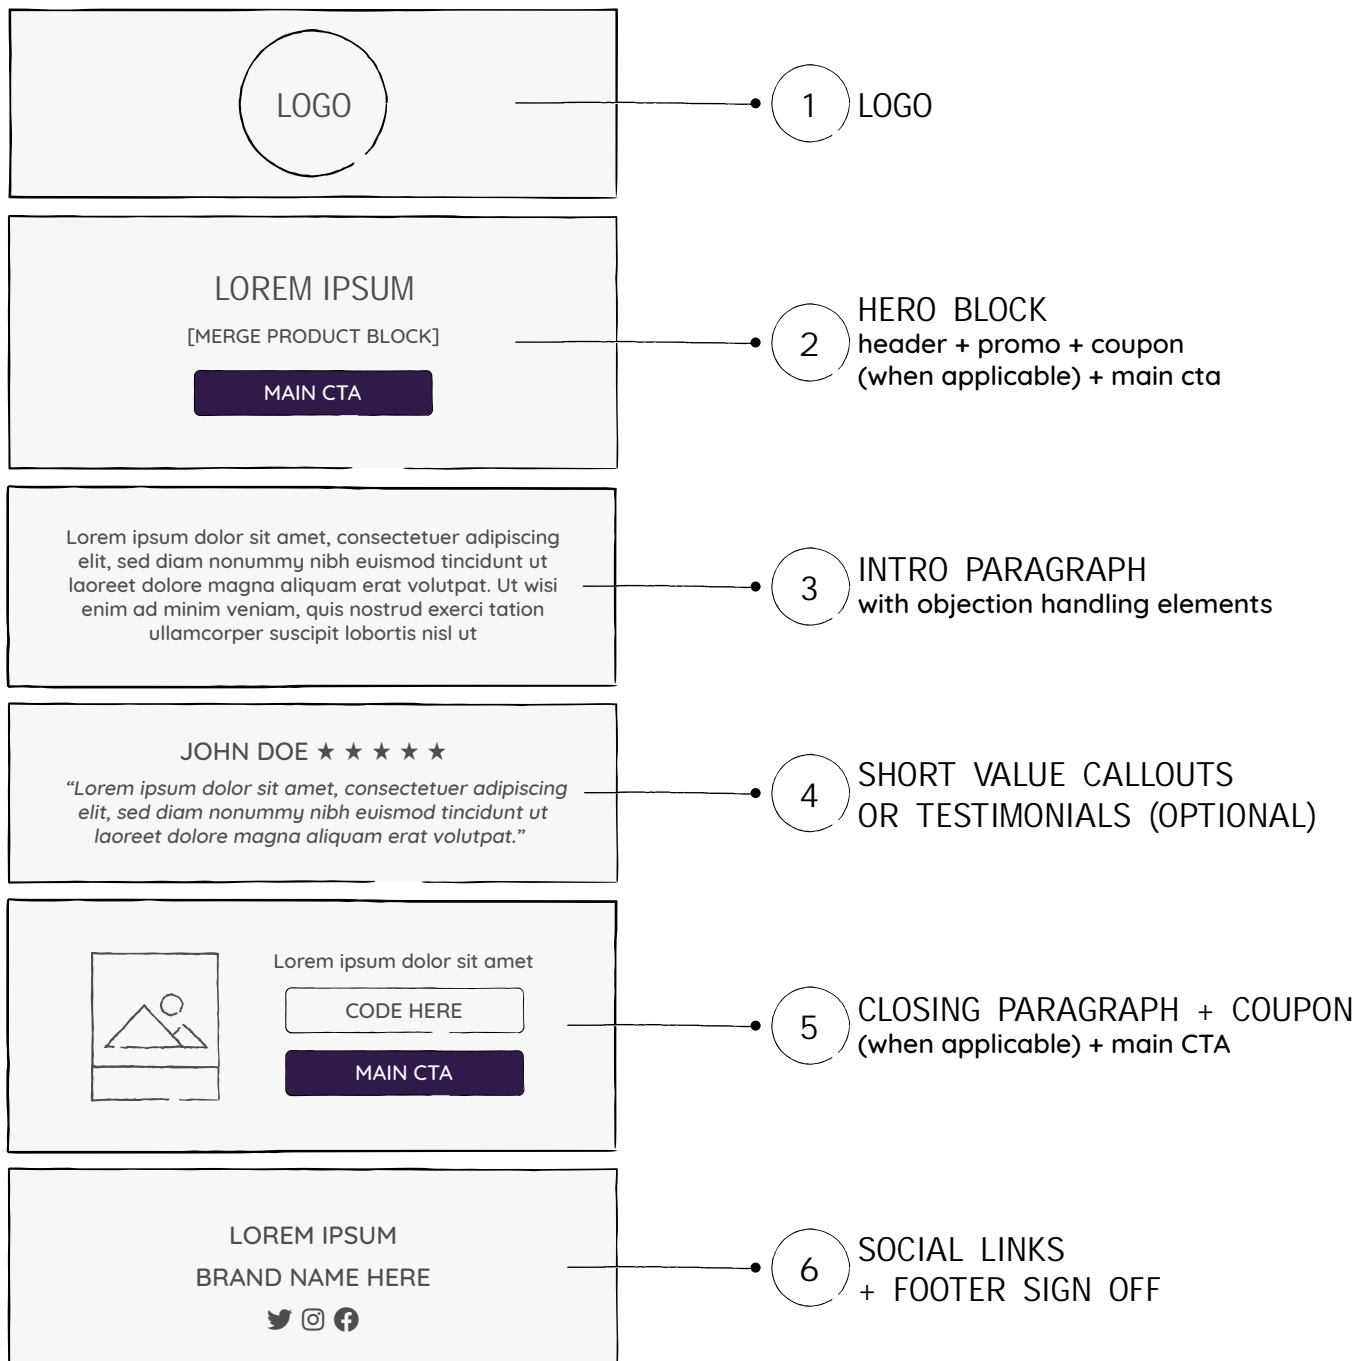 LOGO
1 LOGO
LOREM IPSUM
[MERGE PRODUCT BLOCK]
MAIN CTA
2 HERO BLOCK
header + promo + coupon
(when applicable) + main cta
Lorem ipsum dolor sit amet, consectetuer adipiscing
elit, sed diam nonummy nibh euismod tincidunt ut
laoreet dolore magna aliquam erat volutpat. Ut wisi
enim ad minim veniam, quis nostrud exerci tation
ullamcorper suscipit lobortis nisl ut
3 INTRO PARAGRAPH
with objection handling elements
JOHN DOE ★ ★ ★ ★ ★
“Lorem ipsum dolor sit amet, consectetuer adipiscing
elit, sed diam nonummy nibh euismod tincidunt ut
laoreet dolore magna aliquam erat volutpat.”
4 SHORT VALUE CALLOUTS
OR TESTIMONIALS (OPTIONAL)
Lorem ipsum dolor sit amet
CODE HERE
MAIN CTA
5 CLOSING PARAGRAPH + COUPON
(when applicable) + main CTA
LOREM IPSUM
BRAND NAME HERE
6 SOCIAL LINKS
+ FOOTER SIGN OFF